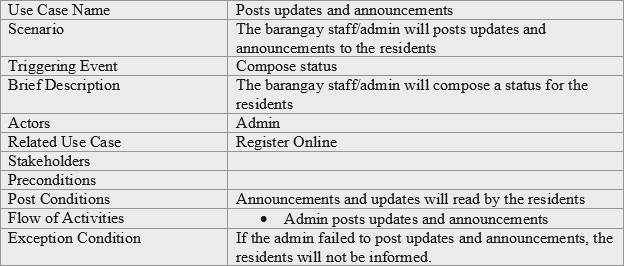 Use Case Name Posts updates and announcements
Scenario The barangay staff/admin will posts updates and
announcements to the residents
Triggering Event Compose status
Brief Description The barangay staff/admin will compose a status for the
residents
Actors Admin
Related Use Case Register Online
Stakeholders
Preconditions
Post Conditions Announcements and updates will read by the residents
Flow of Activities • Admin posts updates and announcements
Exception Condition If the admin failed to post updates and announcements, the
residents will not be informed.